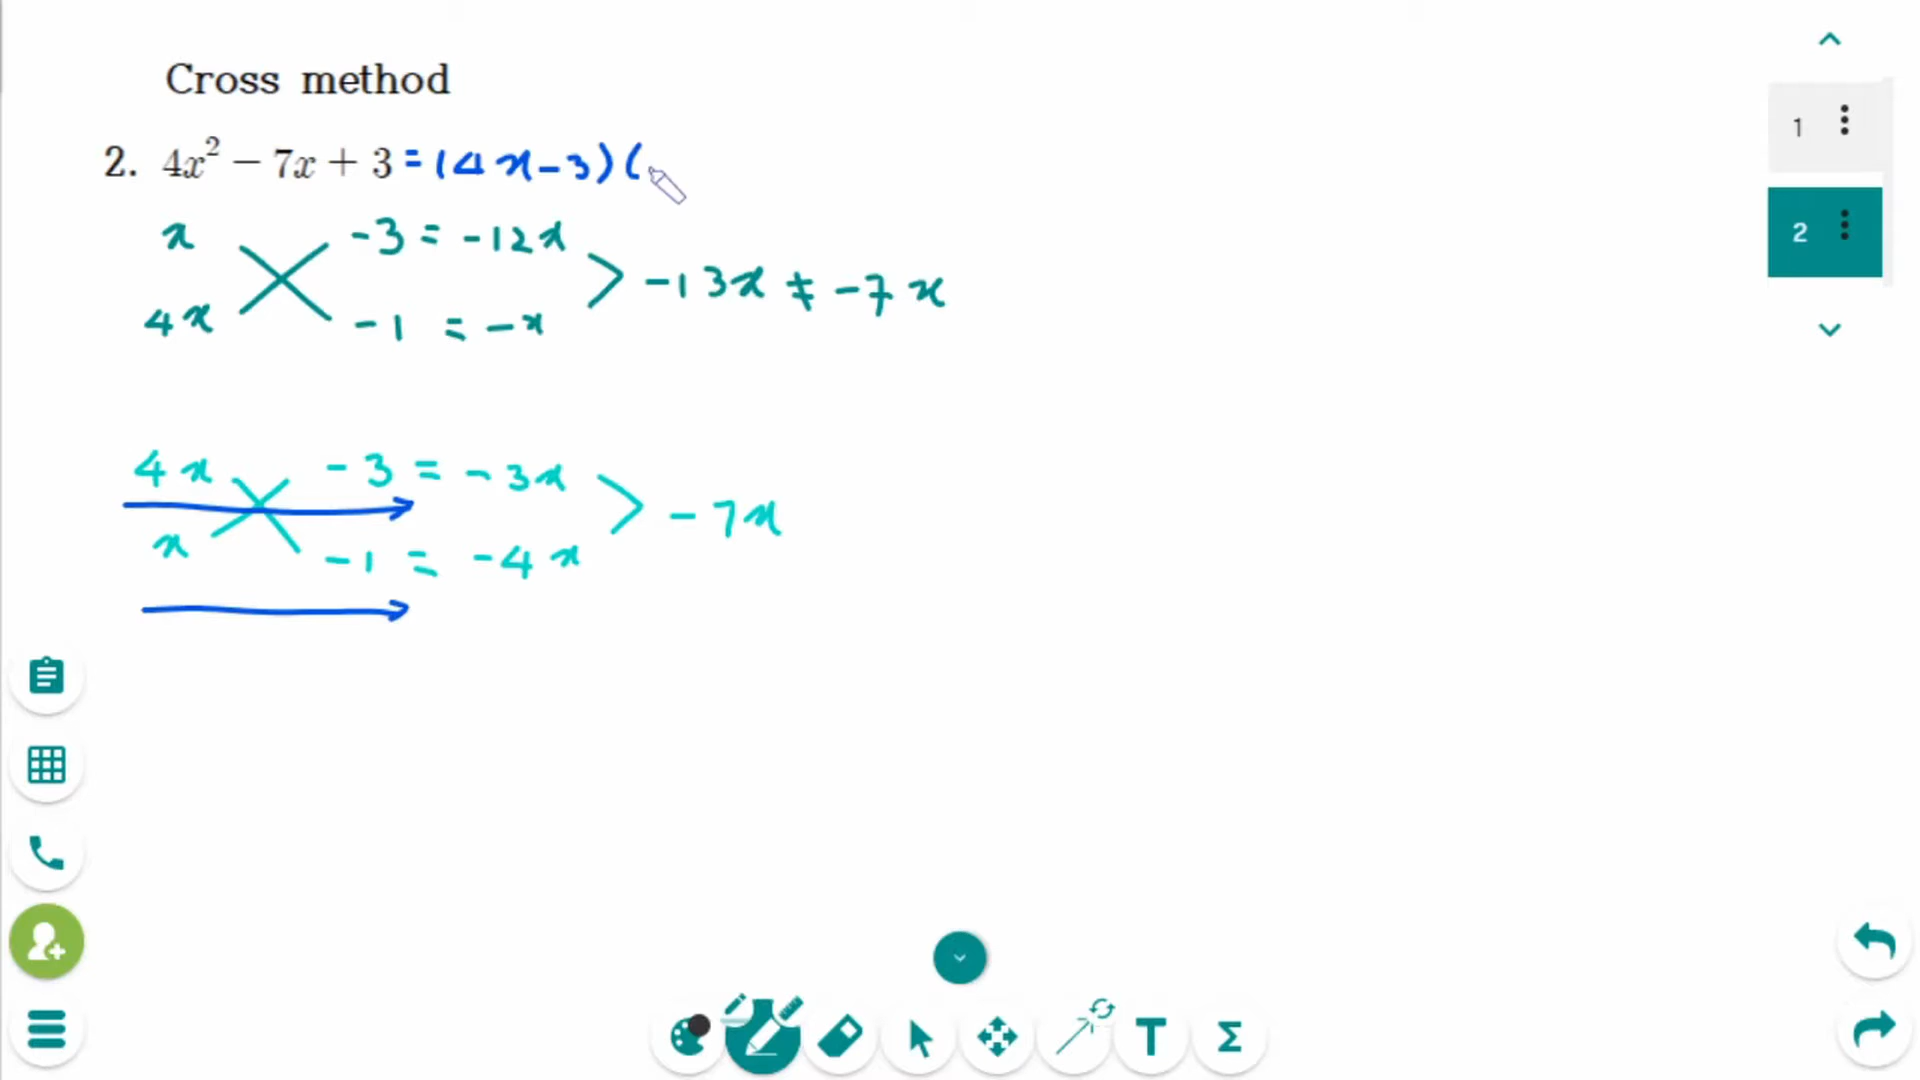 Cross method
2. 4x² − 7x + 3 = (4x − 3)(
x -3 = -12x
> -13x ≠ -7x
4x -1 = -x
4x -3 = -3x
> -7x
x -1 = -4x
1
2
T
Σ